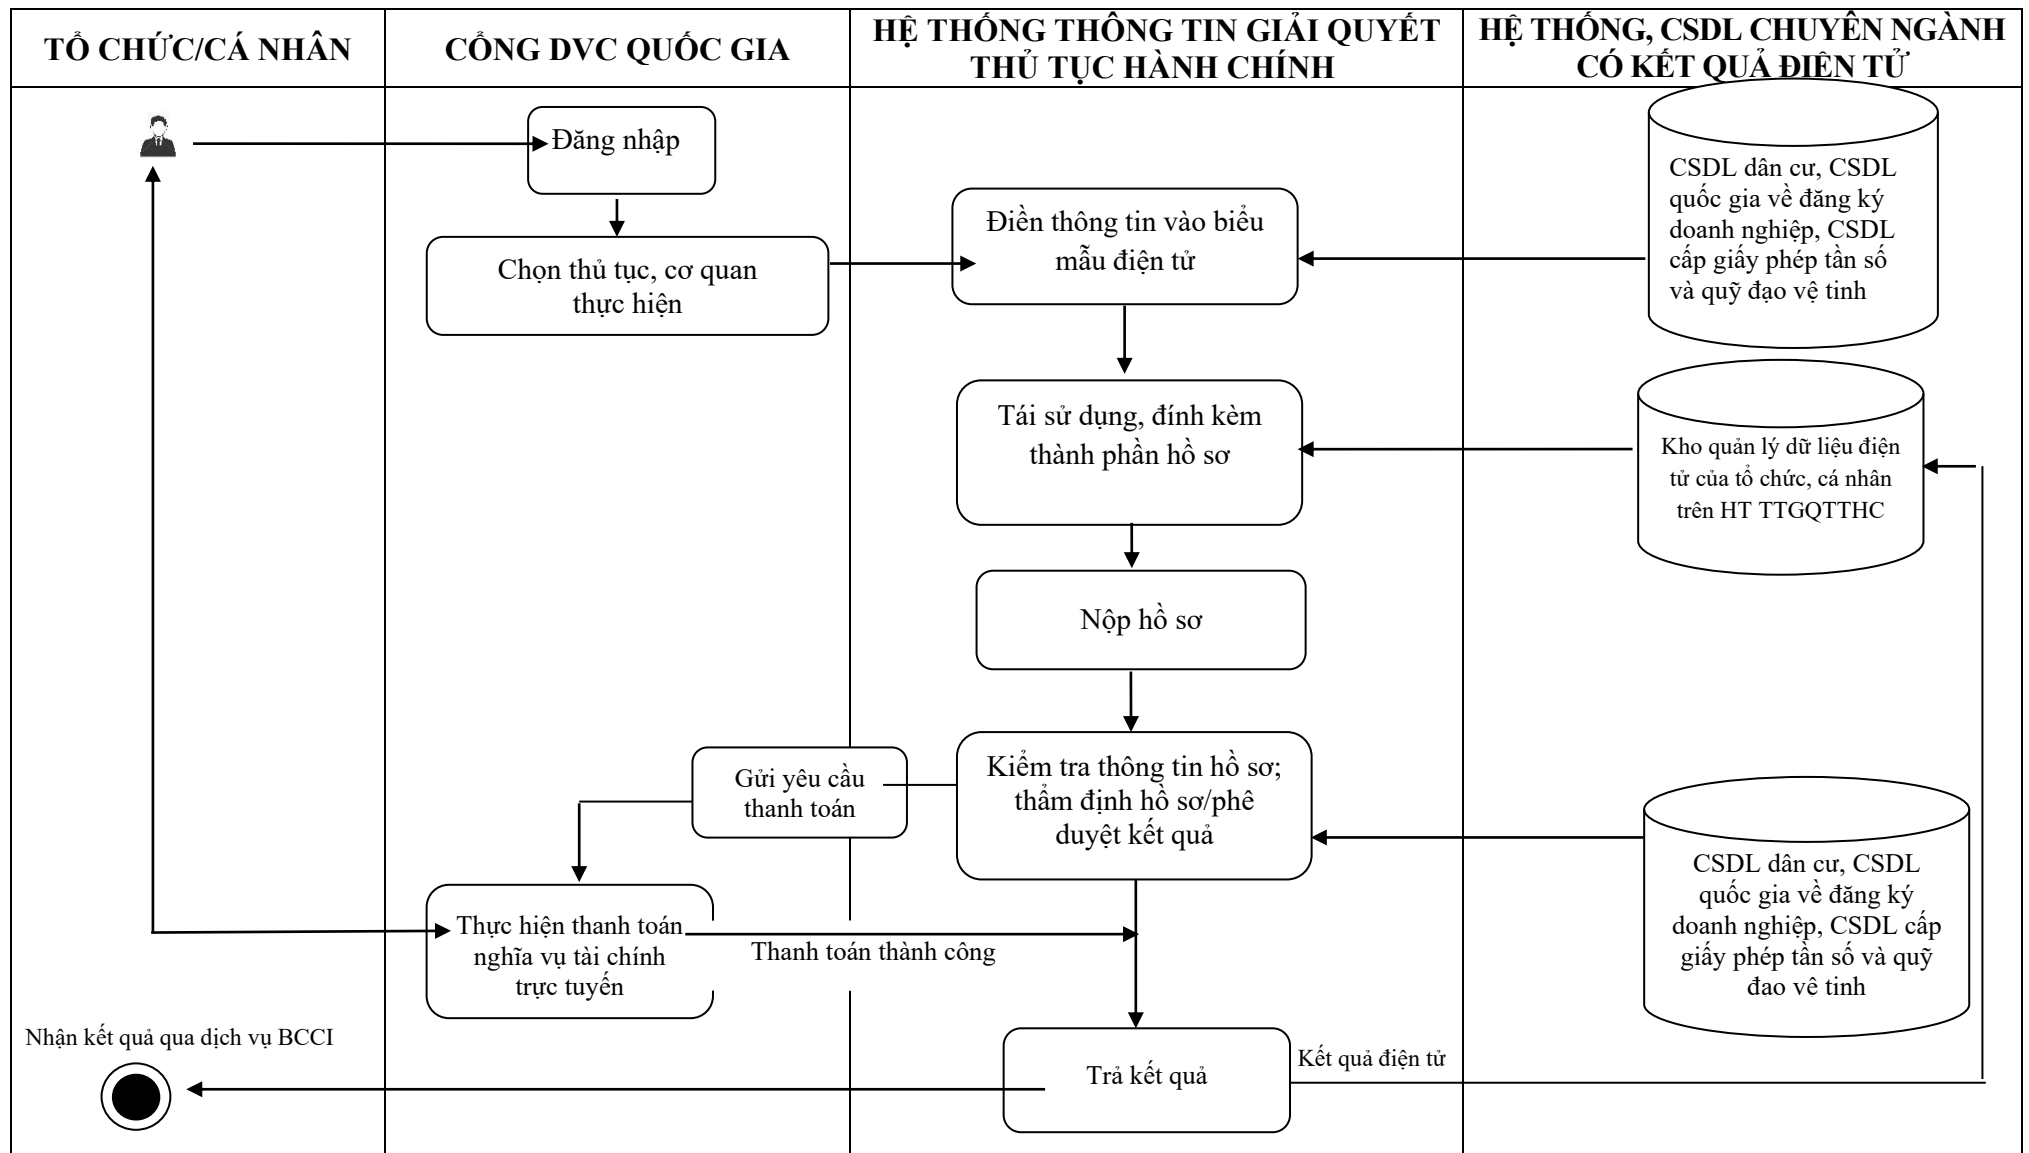 TỔ CHỨC/CÁ NHÂN
CỔNG DVC QUỐC GIA
HỆ THỐNG THÔNG TIN GIẢI QUYẾT
THỦ TỤC HÀNH CHÍNH
HỆ THỐNG, CSDL CHUYÊN NGÀNH
CÓ KẾT QUẢ ĐIỆN TỬ
Đăng nhập
Chọn thủ tục, cơ quan
thực hiện
Điền thông tin vào biểu
mẫu điện tử
CSDL dân cư, CSDL
quốc gia về đăng ký
doanh nghiệp, CSDL
cấp giấy phép tần số
và quỹ đạo vệ tinh
Tái sử dụng, đính kèm
thành phần hồ sơ
Kho quản lý dữ liệu điện
tử của tổ chức, cá nhân
trên HT TTGQTTHC
Nộp hồ sơ
Gửi yêu cầu
thanh toán
Kiểm tra thông tin hồ sơ;
thẩm định hồ sơ/phê
duyệt kết quả
CSDL dân cư, CSDL
quốc gia về đăng ký
doanh nghiệp, CSDL cấp
giấy phép tần số và quỹ
đao vê tinh
Thực hiện thanh toán
nghĩa vụ tài chính
trực tuyến
Thanh toán thành công
Nhận kết quả qua dịch vụ BCCI
Trả kết quả
Kết quả điện tử